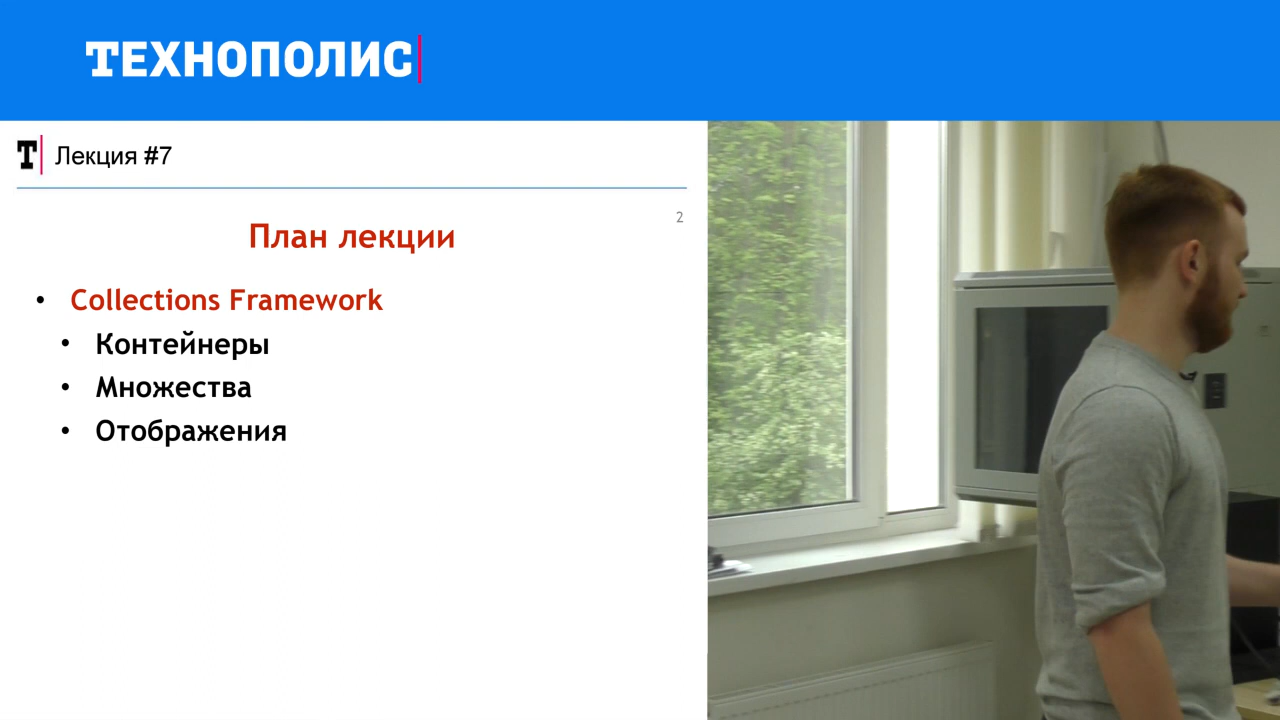 ТЕХНОПОЛИС
Т Лекция #7
2
План лекции
• Collections Framework
• Контейнеры
• Множества
• Отображения